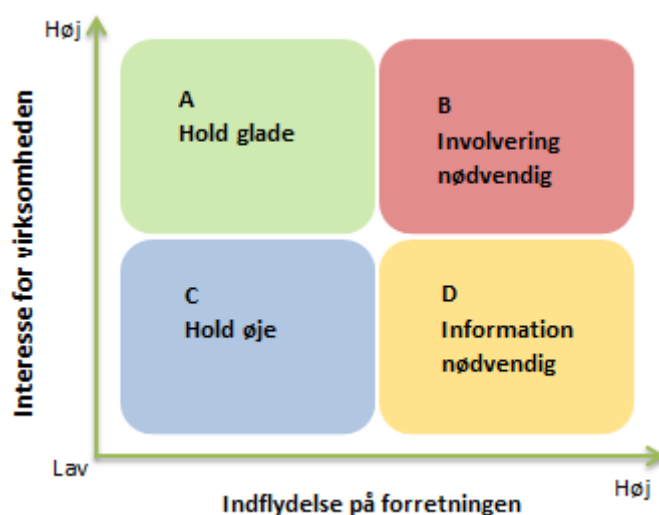 Høj
Interesse for virksomheden
A
Hold glade
B
Involvering
nødvendig
C
Hold øje
D
Information
nødvendig
Lav
Høj
Indflydelse på forretningen